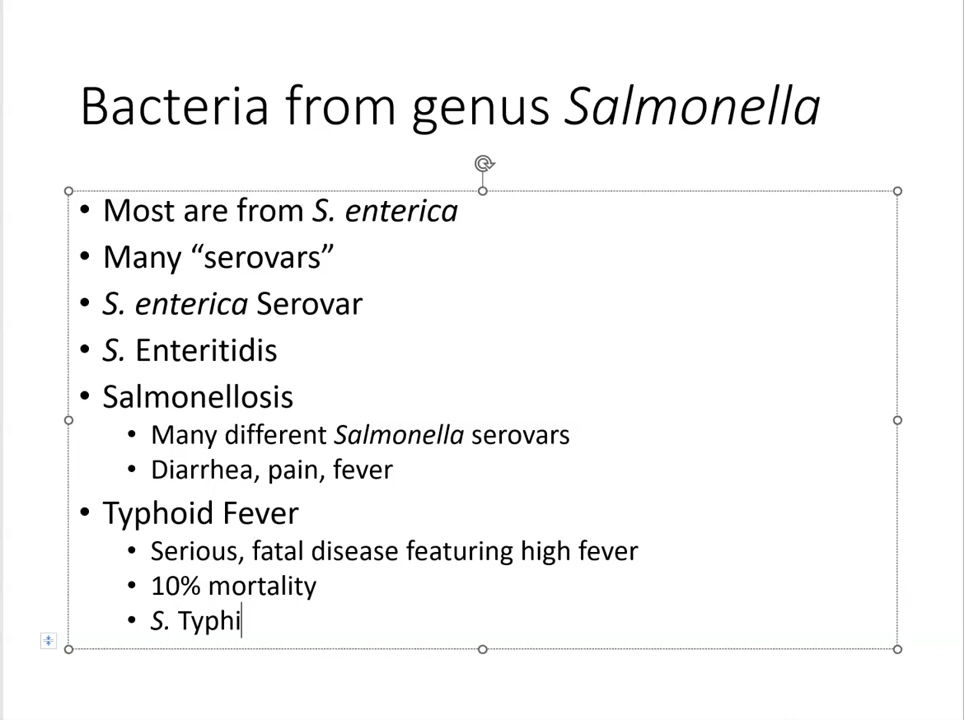 Bacteria from genus Salmonella
• Most are from S. enterica
• Many “serovars”
• S. enterica Serovar
• S. Enteritidis
• Salmonellosis
• Many different Salmonella serovars
• Diarrhea, pain, fever
• Typhoid Fever
• Serious, fatal disease featuring high fever
• 10% mortality
• S. Typhi